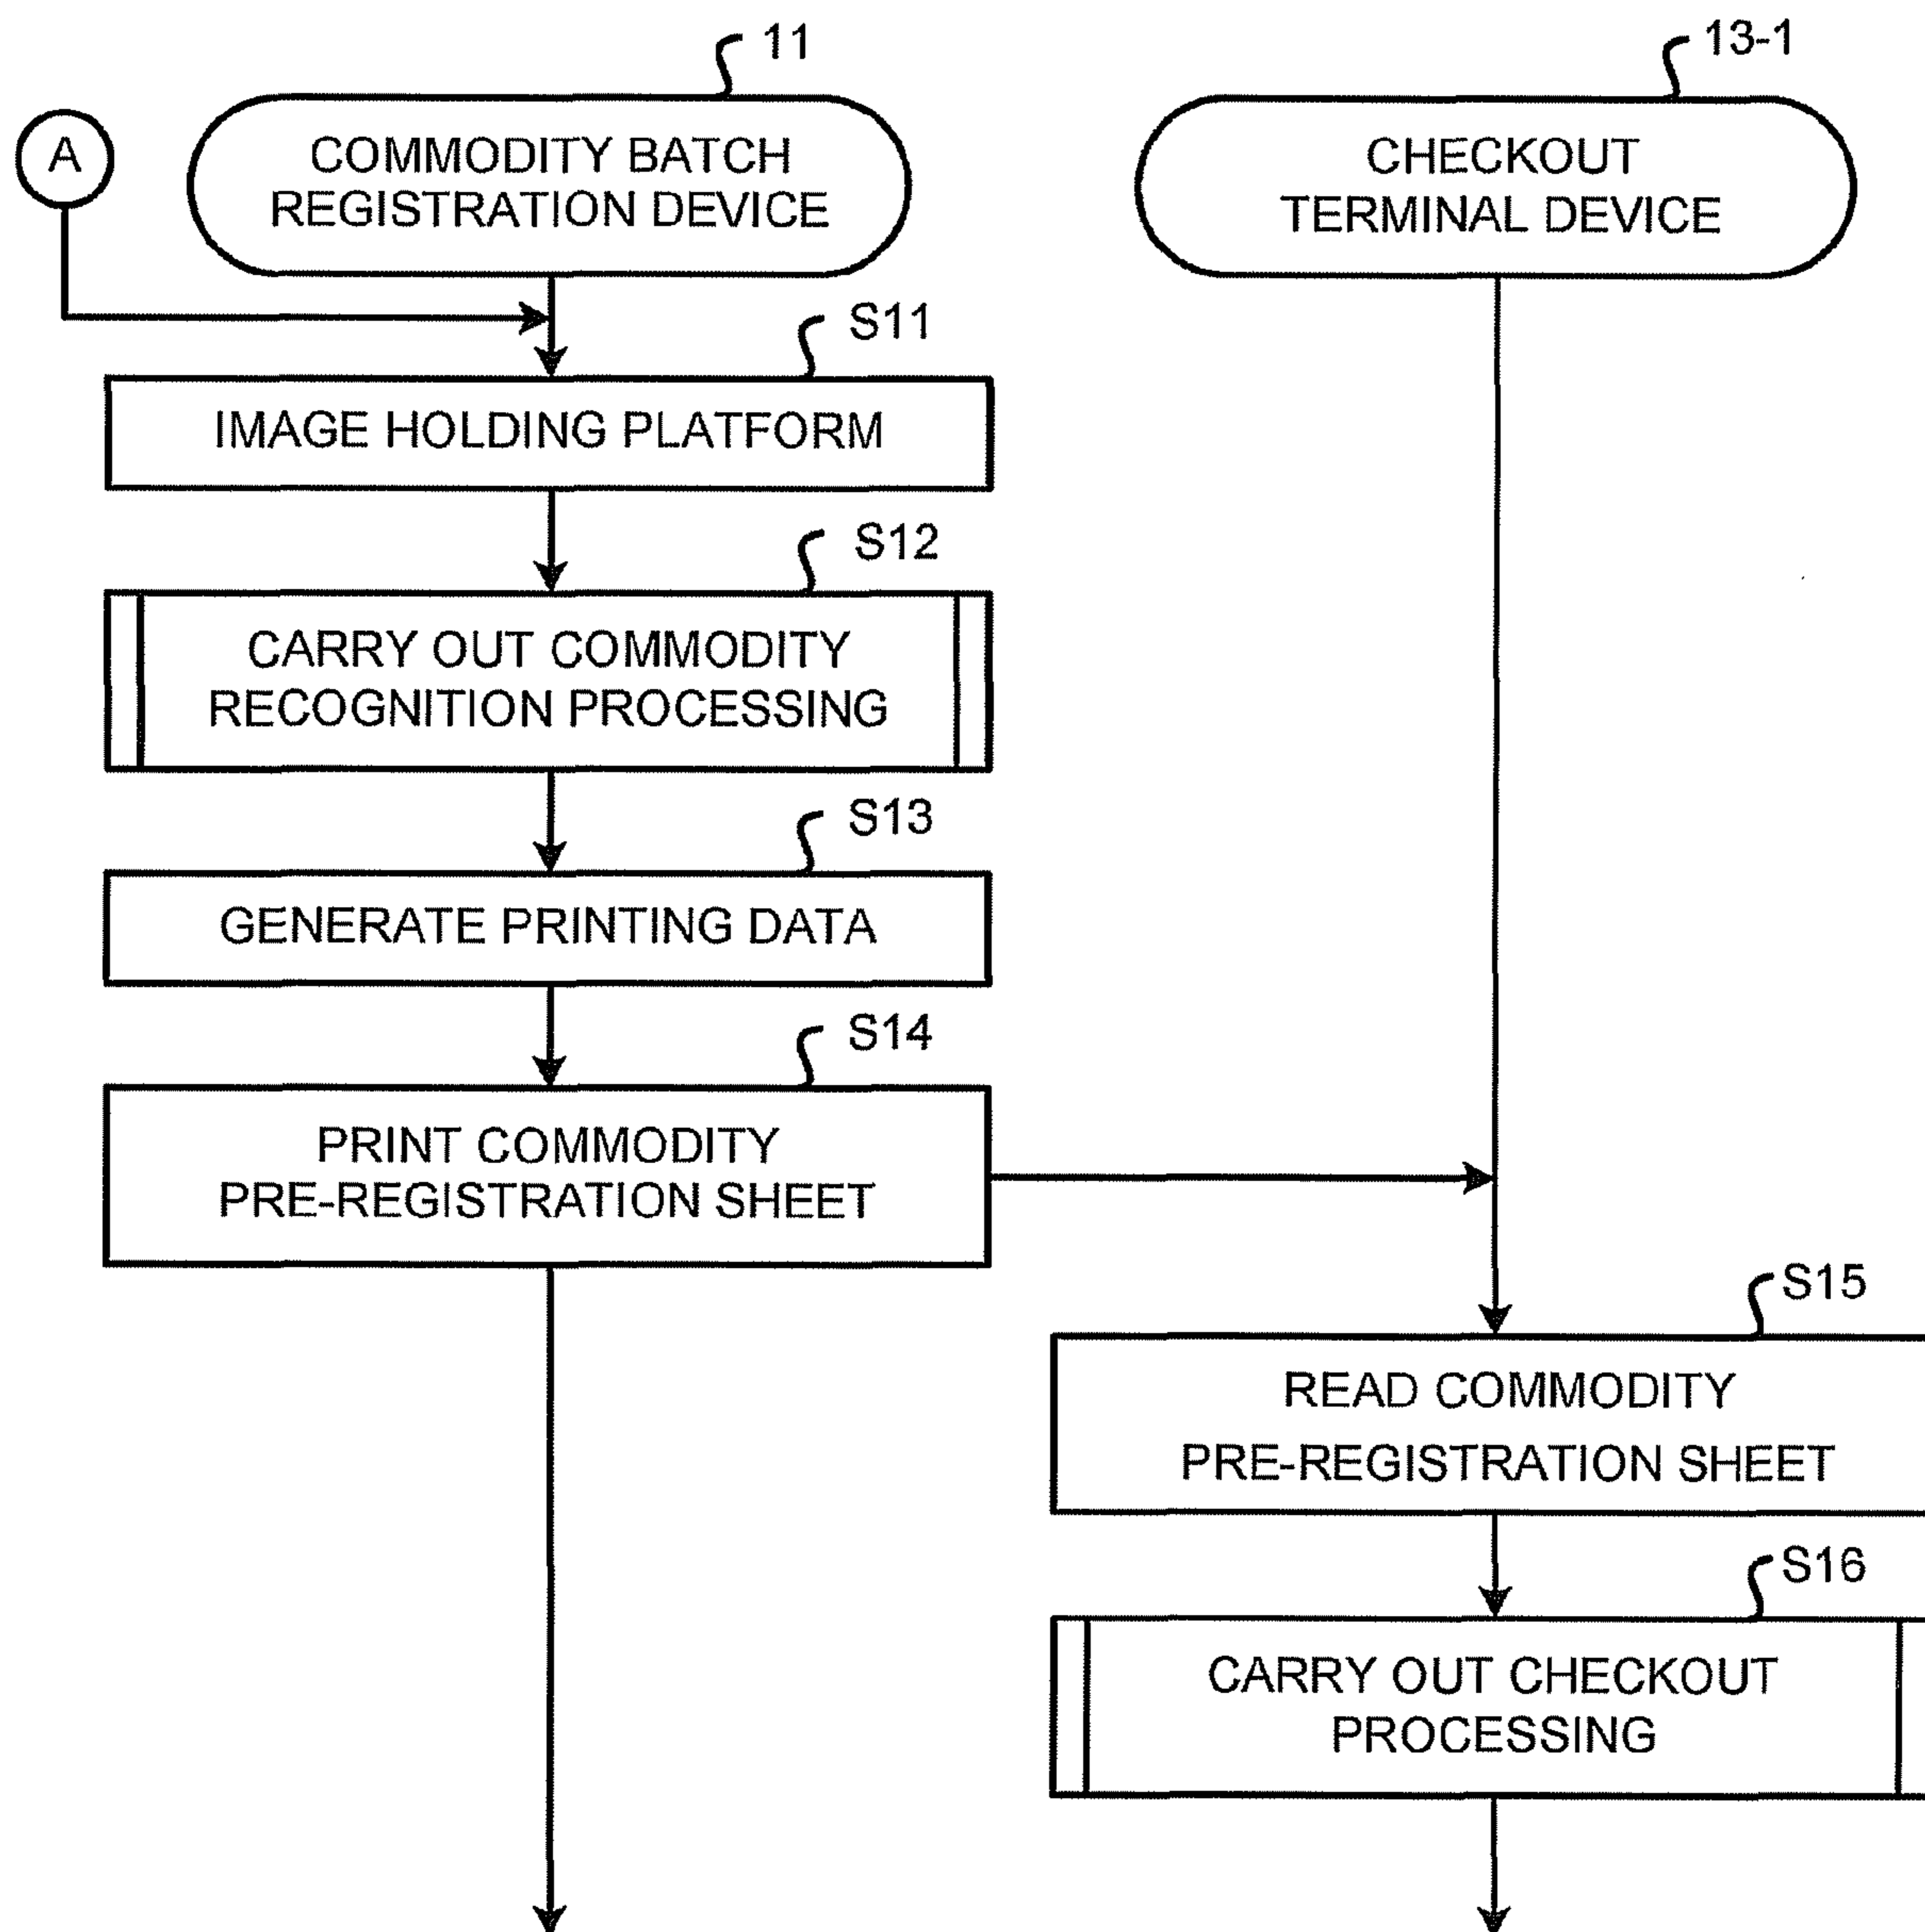 11
13-1
A
COMMODITY BATCH
REGISTRATION DEVICE
CHECKOUT
TERMINAL DEVICE
S11
IMAGE HOLDING PLATFORM
S12
CARRY OUT COMMODITY
RECOGNITION PROCESSING
S13
GENERATE PRINTING DATA
S14
PRINT COMMODITY
PRE-REGISTRATION SHEET
S15
READ COMMODITY
PRE-REGISTRATION SHEET
S16
CARRY OUT CHECKOUT
PROCESSING